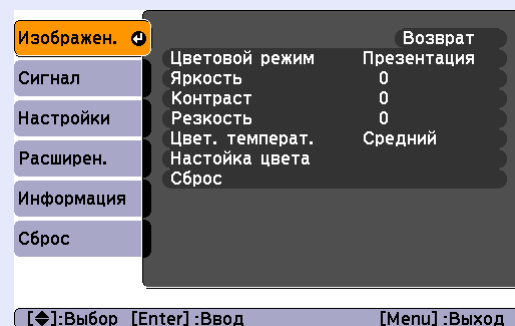 Изображен.
Сигнал
Настройки
Расширен.
Информация
Сброс
Возврат
Цветовой режим Презентация
Яркость 0
Контраст 0
Резкость 0
Цвет. температ. Средний
Настойка цвета
Сброс
[◆]:Выбор [Enter]:Ввод [Menu]:Выход